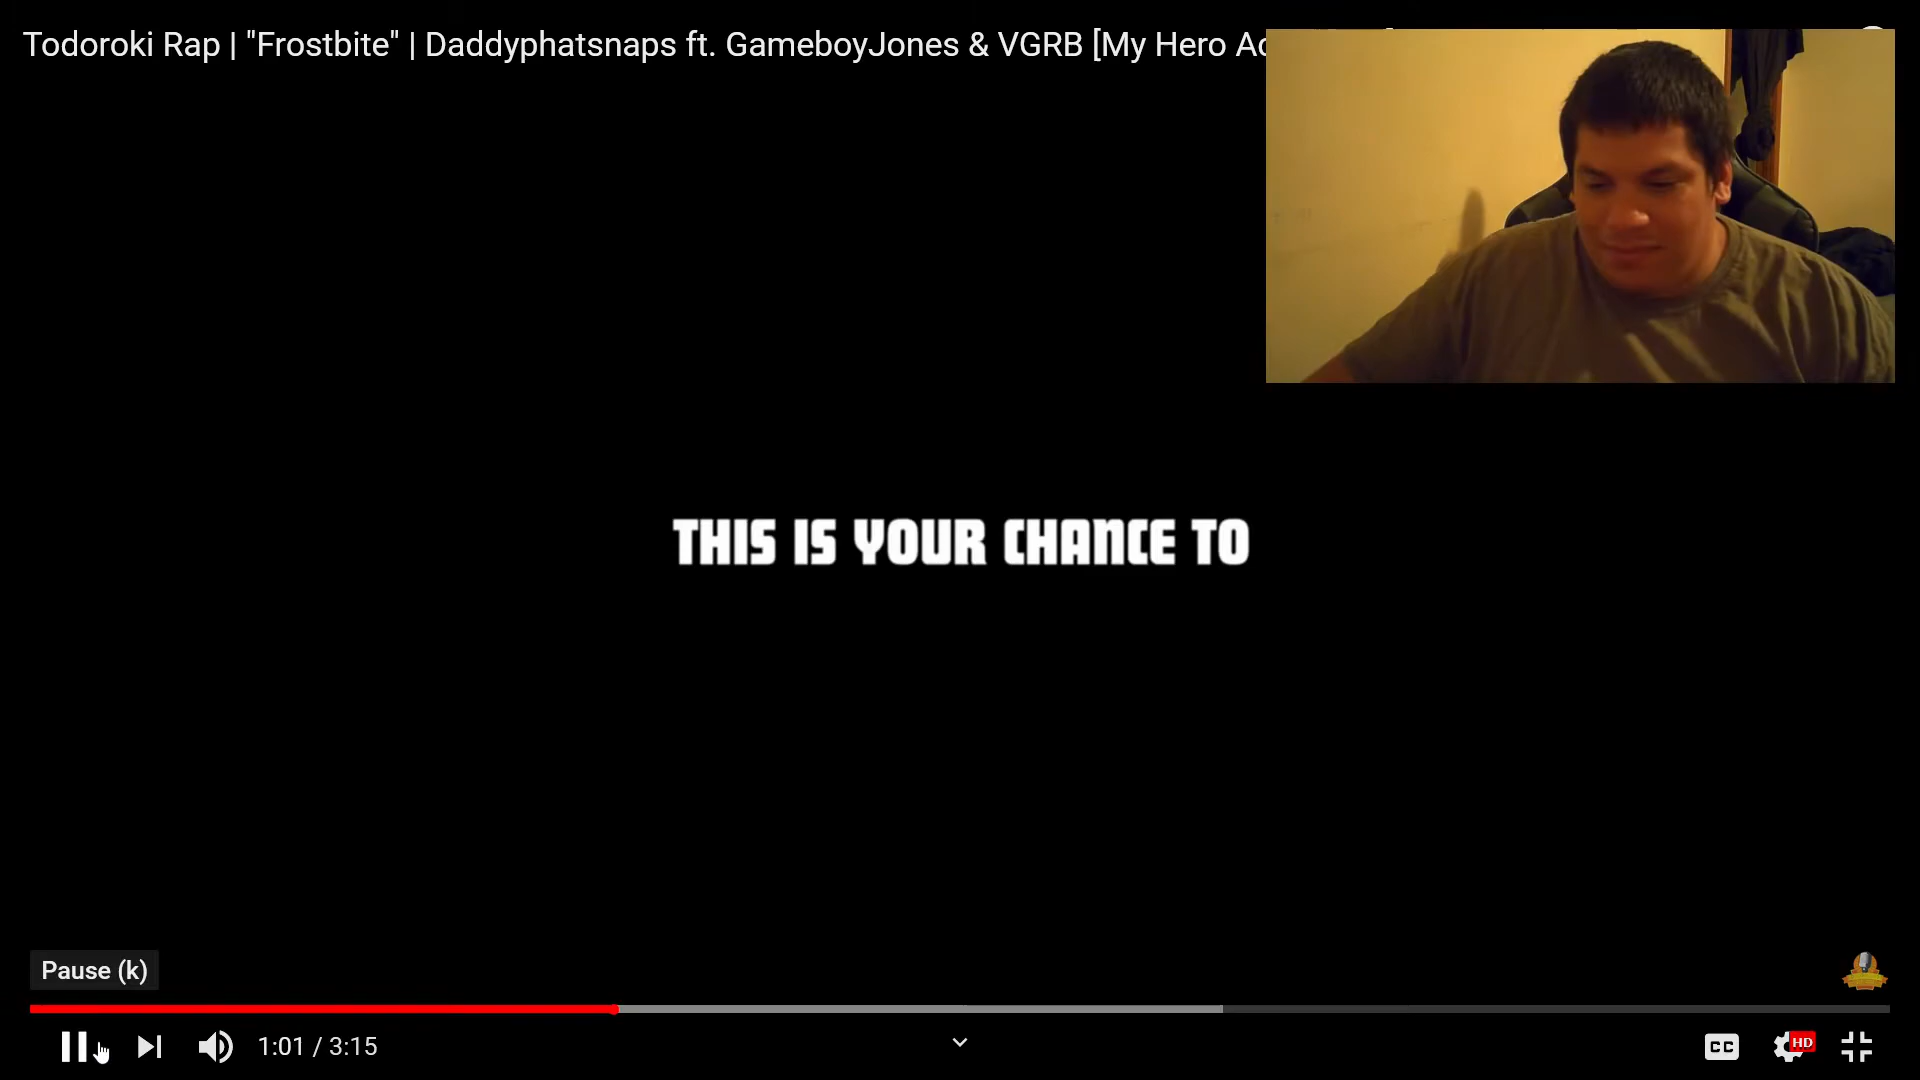 Todoroki Rap | "Frostbite" | Daddyphatsnaps ft. GameboyJones & VGRB [My Hero Ac
THIS IS YOUR CHANCE TO
Pause (k)
1:01 / 3:15
CC
HD